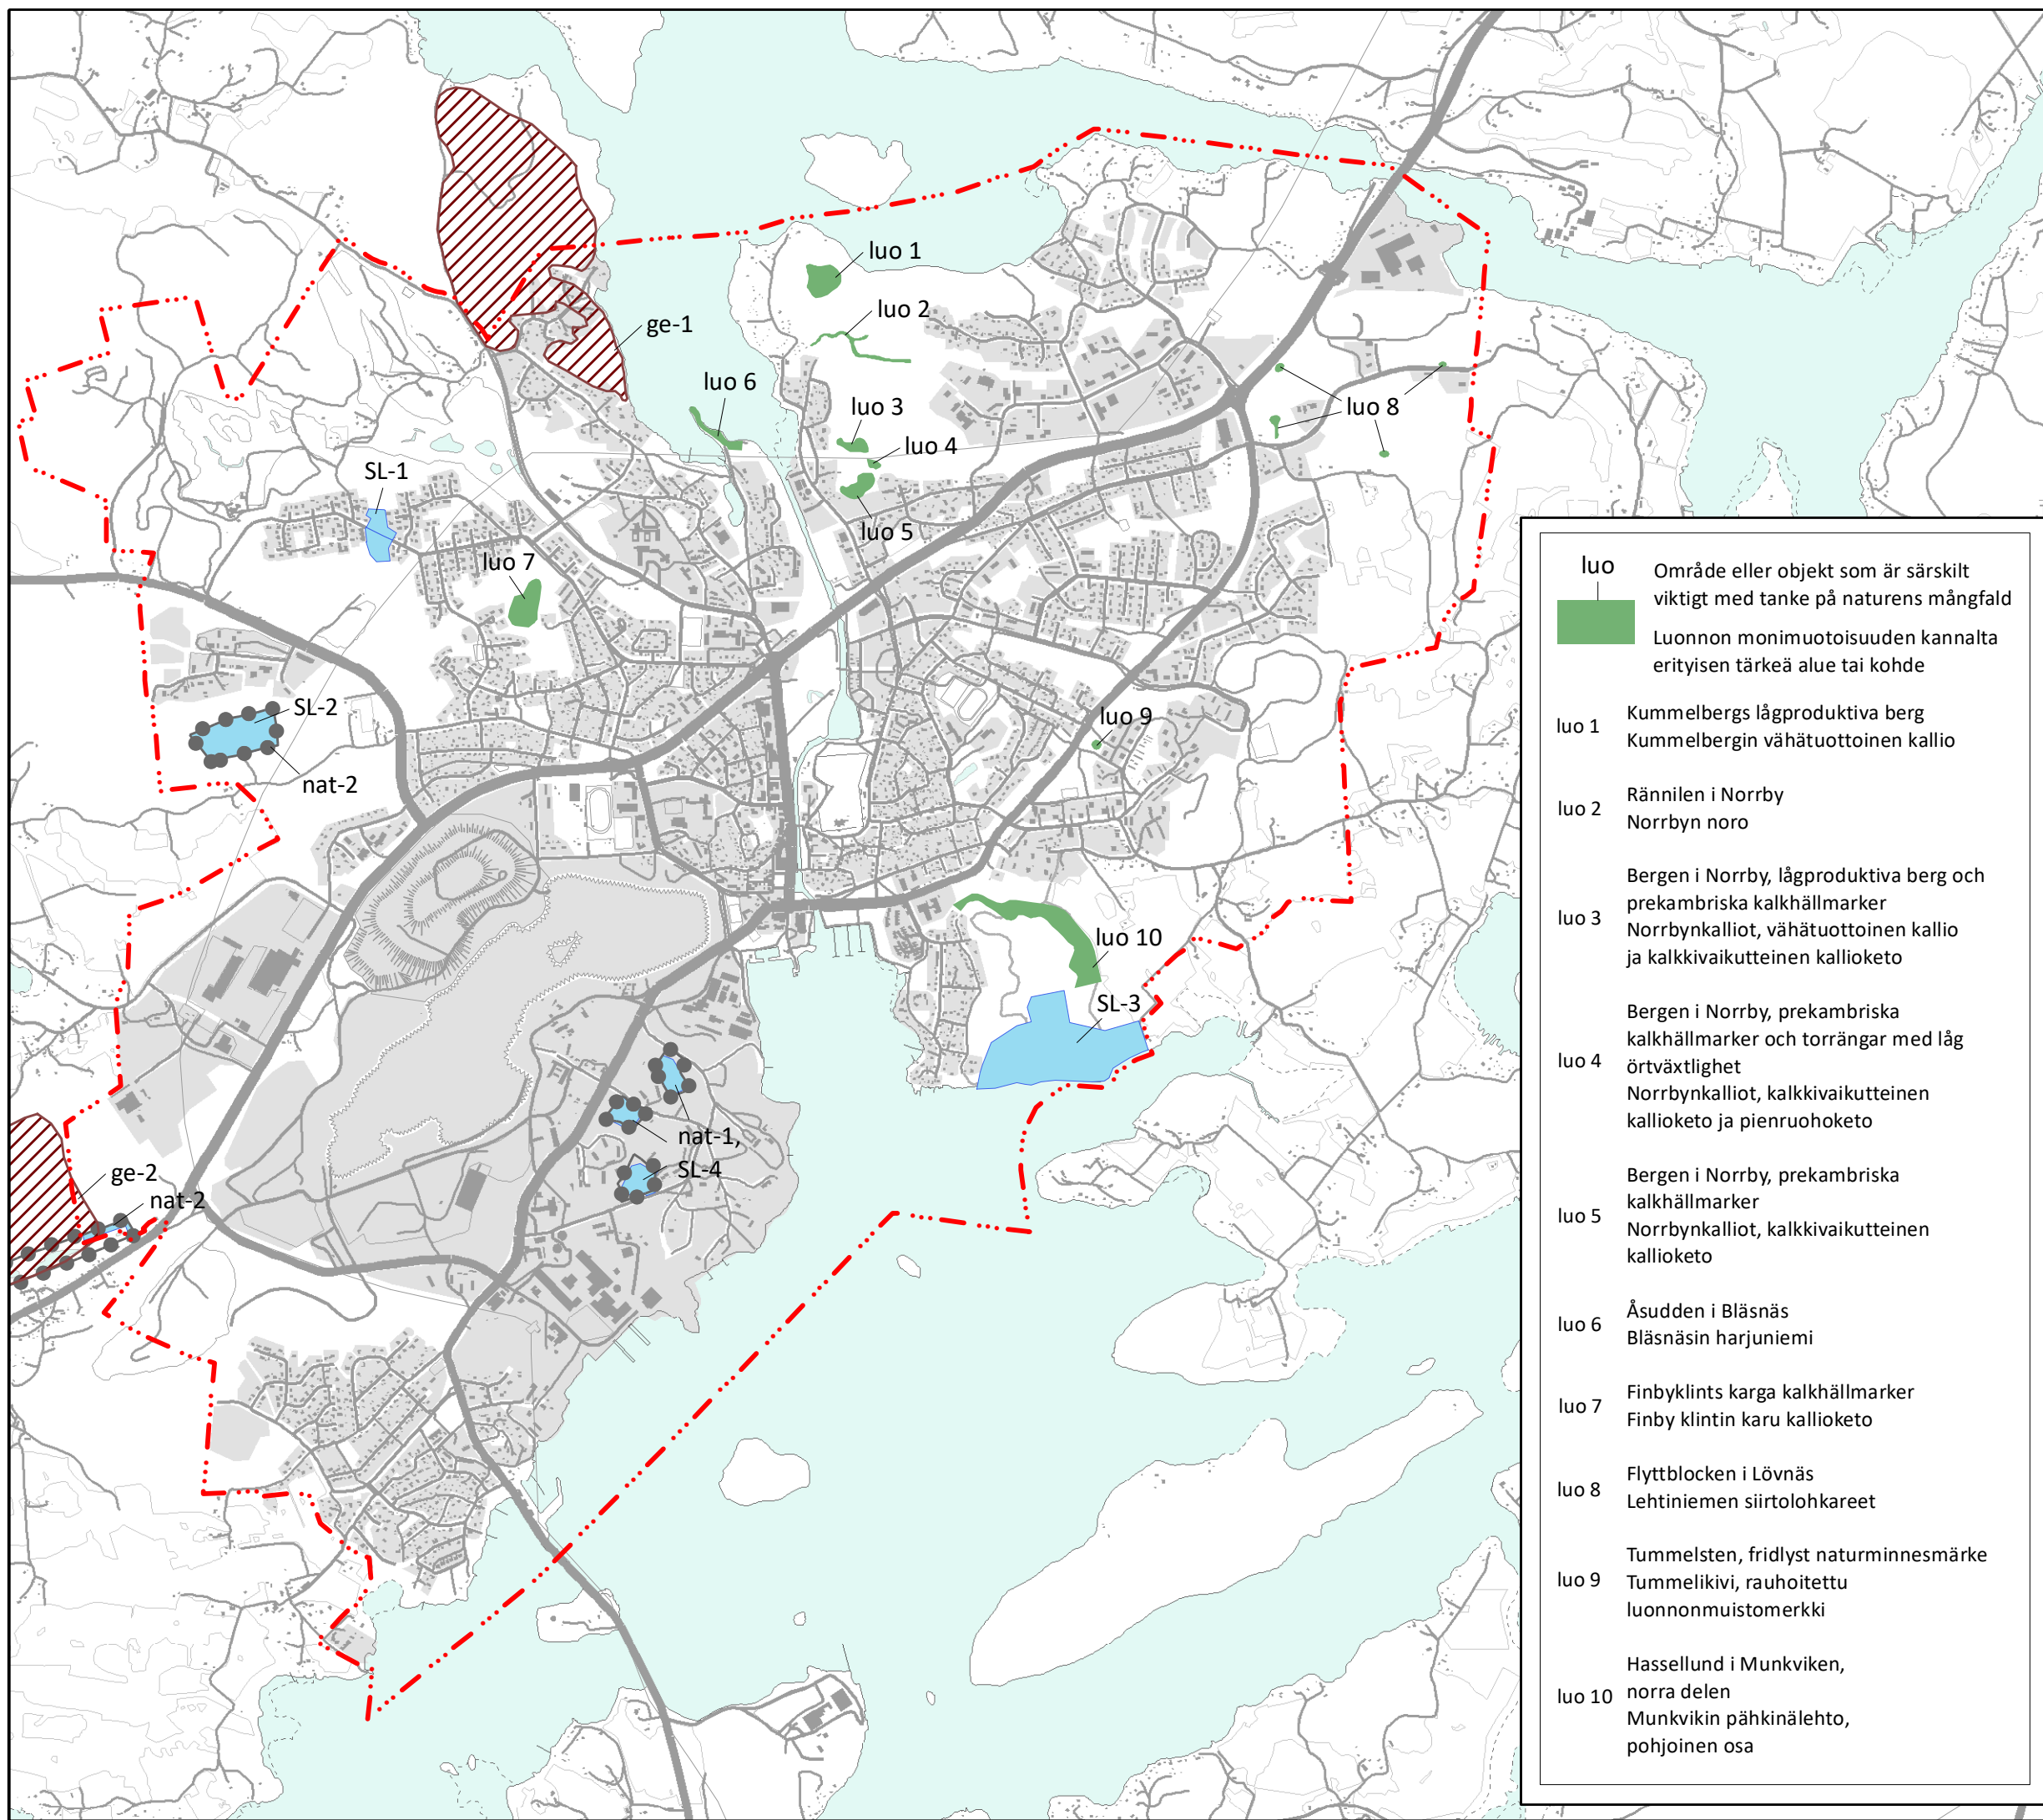 luo 1
luo 2
ge-1
luo 6
luo 3
luo 8
luo 4
SL-1
luo 5
luo 7
SL-2
luo 9
nat-2
luo 10
SL-3
nat-1,
SL-4
ge-2
nat-2
luo
Område eller objekt som är särskilt
viktigt med tanke på naturens mångfald
Luonnon monimuotoisuuden kannalta
erityisen tärkeä alue tai kohde
luo 1
Kummelbergs lågproduktiva berg
Kummelbergin vähätuottoinen kallio
luo 2
Rännilen i Norrby
Norrbyn noro
luo 3
Bergen i Norrby, lågproduktiva berg och
prekambriska kalkhällmarker
Norrbynkalliot, vähätuottoinen kallio
ja kalkkivaikutteinen kallioketo
luo 4
Bergen i Norrby, prekambriska
kalkhällmarker och torrängar med låg
örtväxtlighet
Norrbynkalliot, kalkkivaikutteinen
kallioketo ja pienruohoketo
luo 5
Bergen i Norrby, prekambriska
kalkhällmarker
Norrbynkalliot, kalkkivaikutteinen
kallioketo
luo 6
Åsudden i Bläsnäs
Bläsnäsin harjuniemi
luo 7
Finbyklints karga kalkhällmarker
Finby klintin karu kallioketo
luo 8
Flyttblocken i Lövnäs
Lehtiniemen siirtolohkareet
luo 9
Tummelsten, fridlyst naturminnesmärke
Tummelikivi, rauhoitettu
luonnonmuistomerkki
luo 10
Hassellund i Munkviken,
norra delen
Munkvikin pähkinälehto,
pohjoinen osa